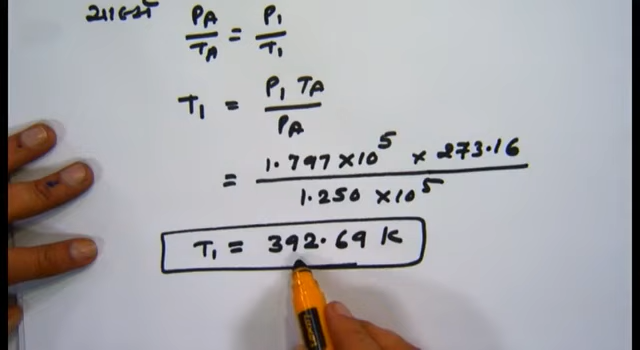 P_A / T_A = P_1 / T_1
T_1 = P_1 T_A / P_A
= 1.797 × 10^5 × 273.16 / 1.250 × 10^5
T_1 = 392.69 K